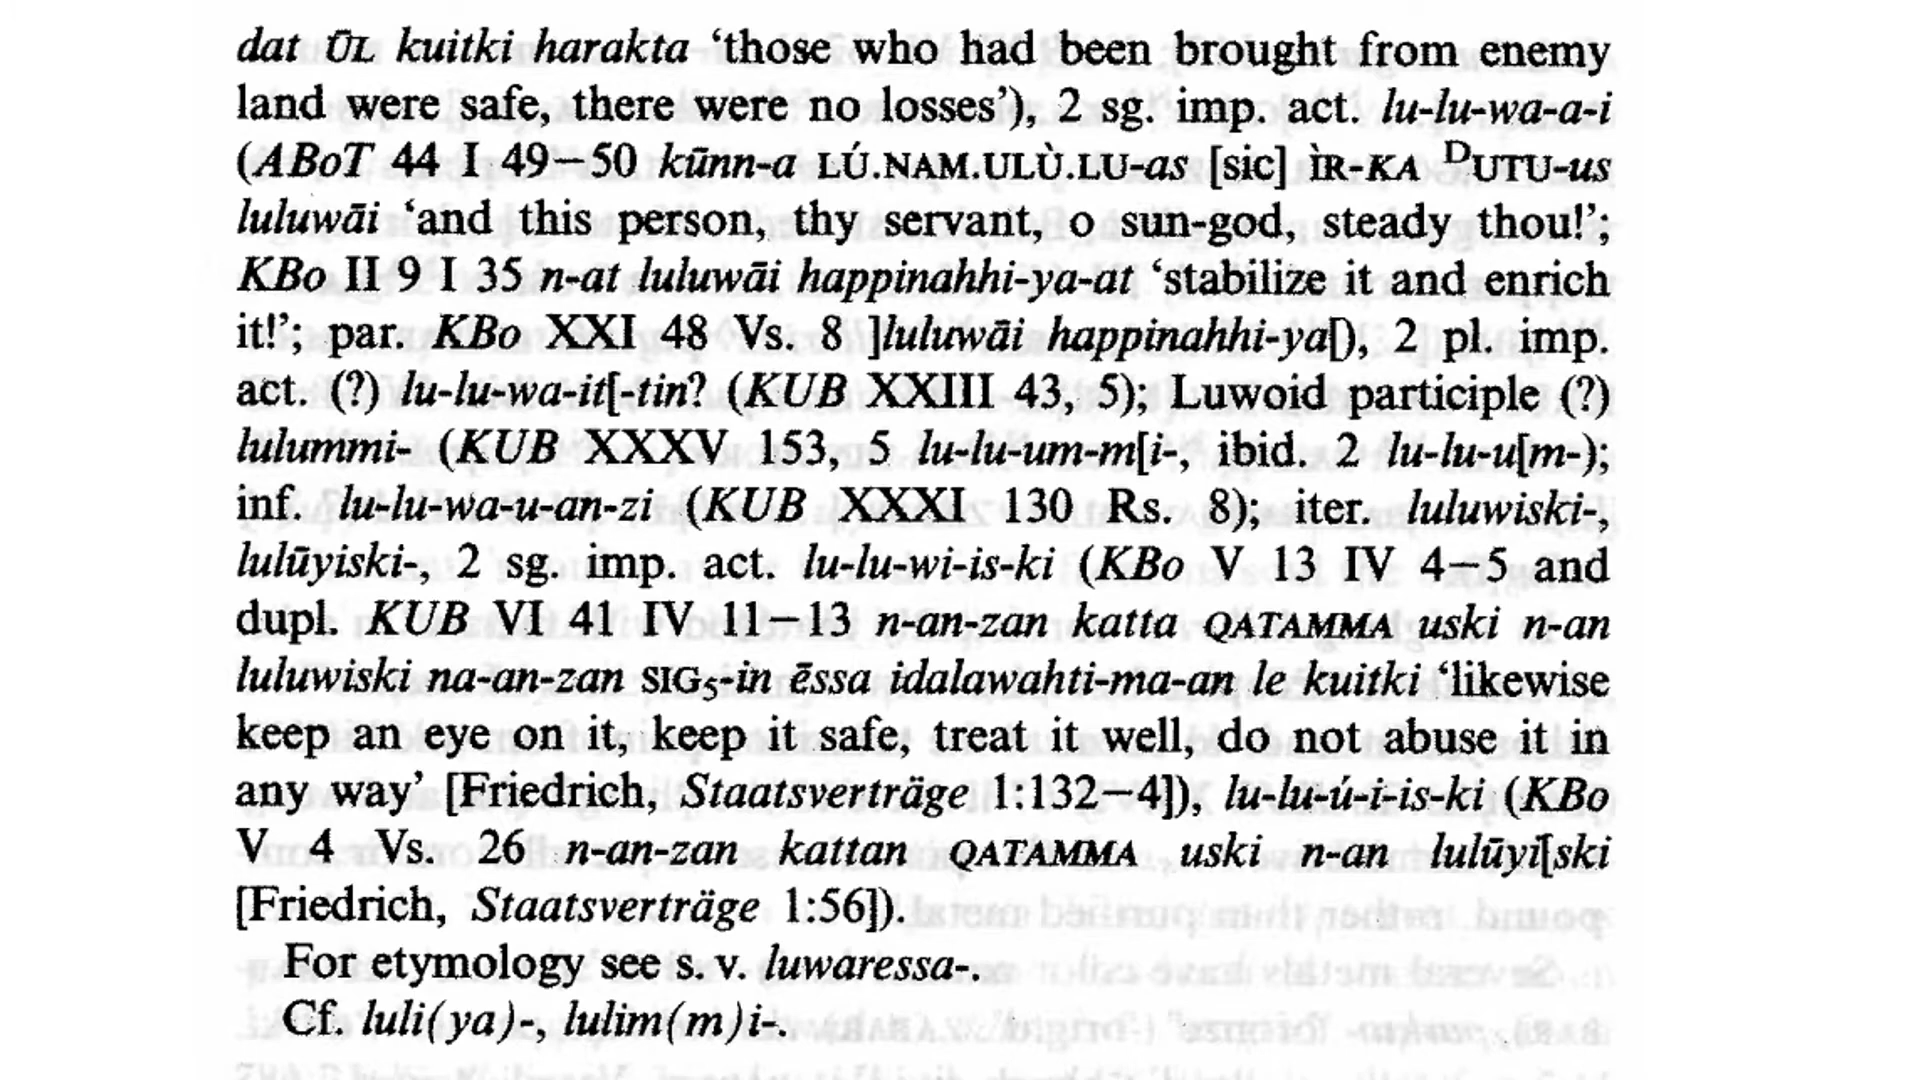 dat ŪL kuitki harakta ‘those who had been brought from enemy
land were safe, there were no losses’), 2 sg. imp. act. lu-lu-wa-a-i
(ABoT 44 I 49—50 kūnn-a LÚ.NAM.ULÙ.LU-as [sic] ÌR-KA ᴰUTU-us
luluwāi ‘and this person, thy servant, o sun-god, steady thou!’;
KBo II 9 I 35 n-at luluwāi happinahhi-ya-at ‘stabilize it and enrich
it!’; par. KBo XXI 48 Vs. 8 ]luluwāi happinahhi-ya[), 2 pl. imp.
act. (?) lu-lu-wa-it[-tin? (KUB XXIII 43, 5); Luwoid participle (?)
lulummi- (KUB XXXV 153, 5 lu-lu-um-m[i-, ibid. 2 lu-lu-u[m-);
inf. lu-lu-wa-u-an-zi (KUB XXXI 130 Rs. 8); iter. luluwiski-,
lulūyiski-, 2 sg. imp. act. lu-lu-wi-is-ki (KBo V 13 IV 4—5 and
dupl. KUB VI 41 IV 11—13 n-an-zan katta QATAMMA uski n-an
luluwiski na-an-zan SIG₅-in ēssa idalawahti-ma-an le kuitki ‘likewise
keep an eye on it, keep it safe, treat it well, do not abuse it in
any way’ [Friedrich, Staatsverträge 1:132—4]), lu-lu-ú-i-is-ki (KBo
V 4 Vs. 26 n-an-zan kattan QATAMMA uski n-an lulūyi[ski
[Friedrich, Staatsverträge 1:56]).
For etymology see s. v. luwaressa-.
Cf. luli(ya)-, lulim(m)i-.